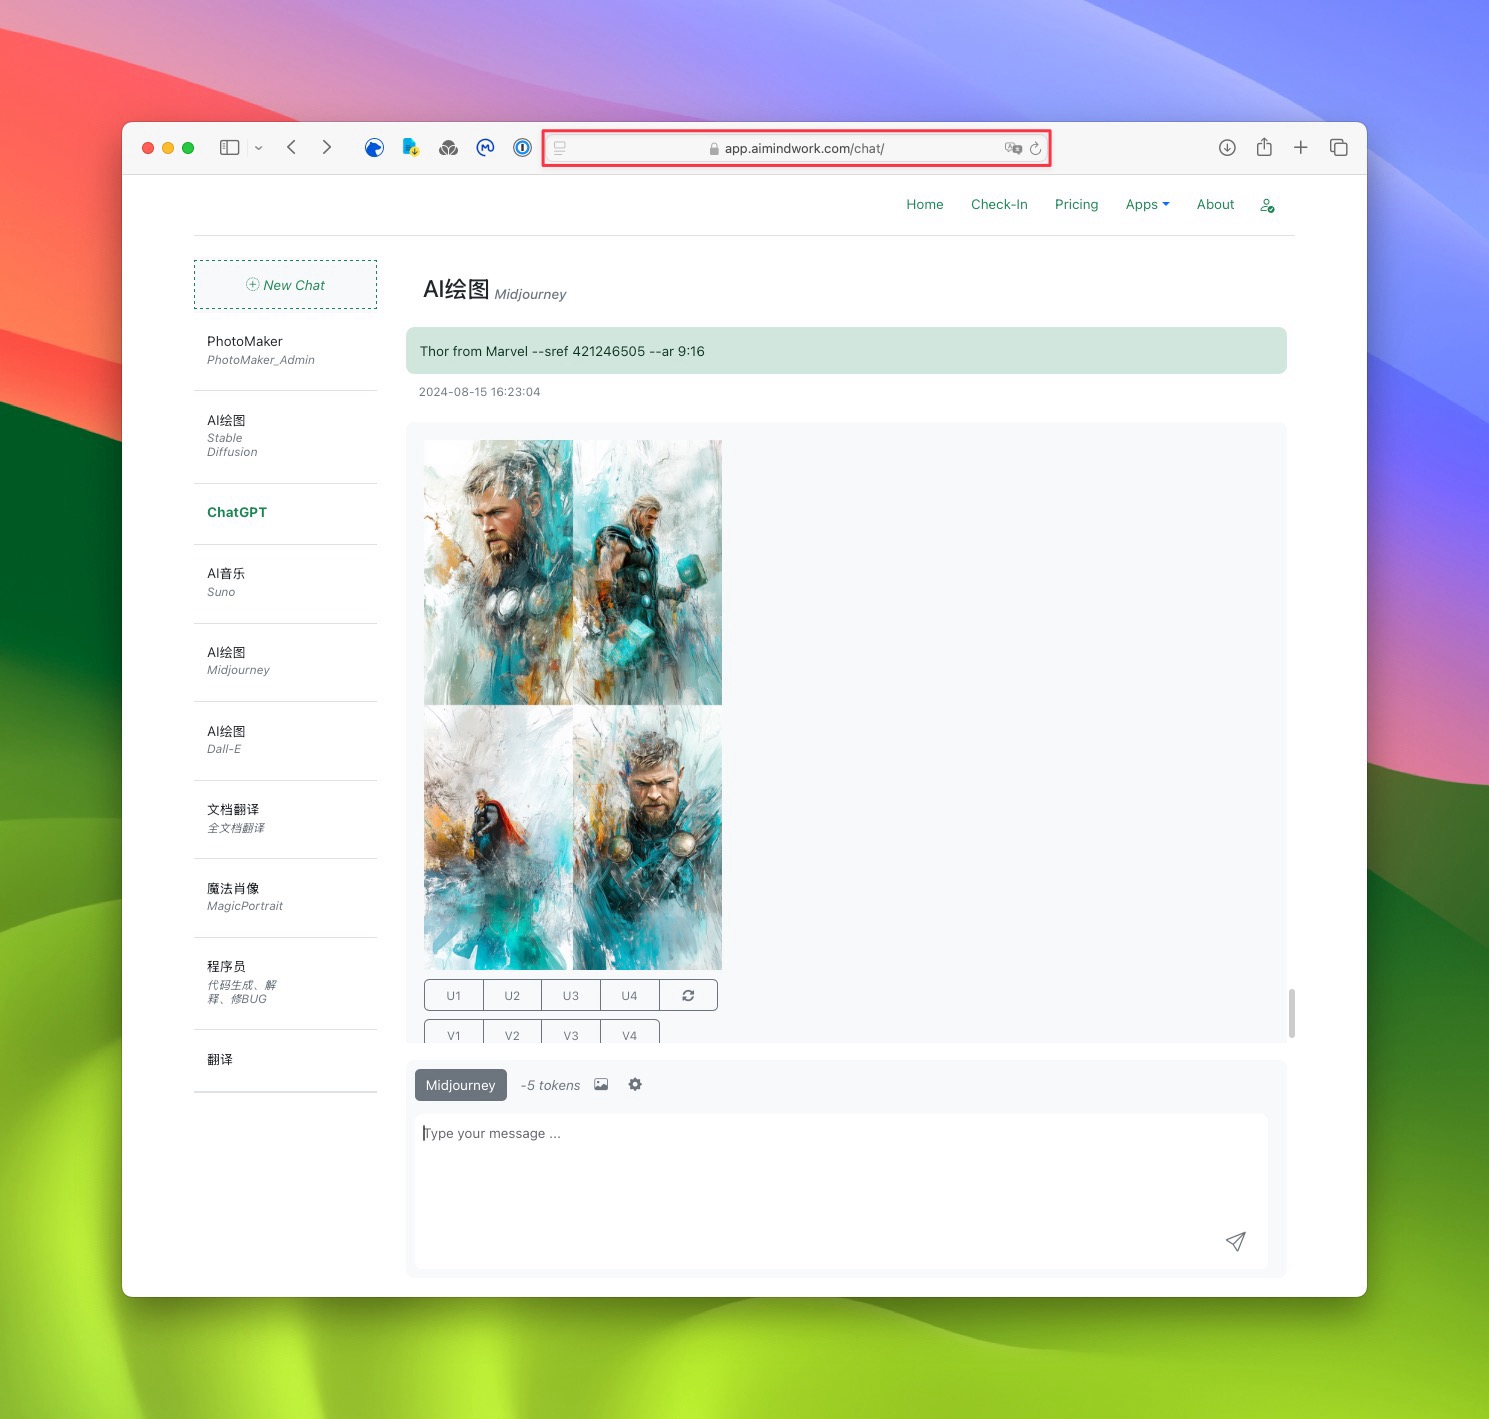 app.aimindwork.com/chat/
Home Check-In Pricing Apps About
New Chat
PhotoMaker
PhotoMaker_Admin
AI绘图
Stable
Diffusion
ChatGPT
AI音乐
Suno
AI绘图
Midjourney
AI绘图
Dall-E
文档翻译
全文档翻译
魔法肖像
MagicPortrait
程序员
代码生成、解
释、修BUG
翻译
AI绘图 Midjourney
Thor from Marvel --sref 421246505 --ar 9:16
2024-08-15 16:23:04
U1 U2 U3 U4
V1 V2 V3 V4
Midjourney -5 tokens
Type your message ...